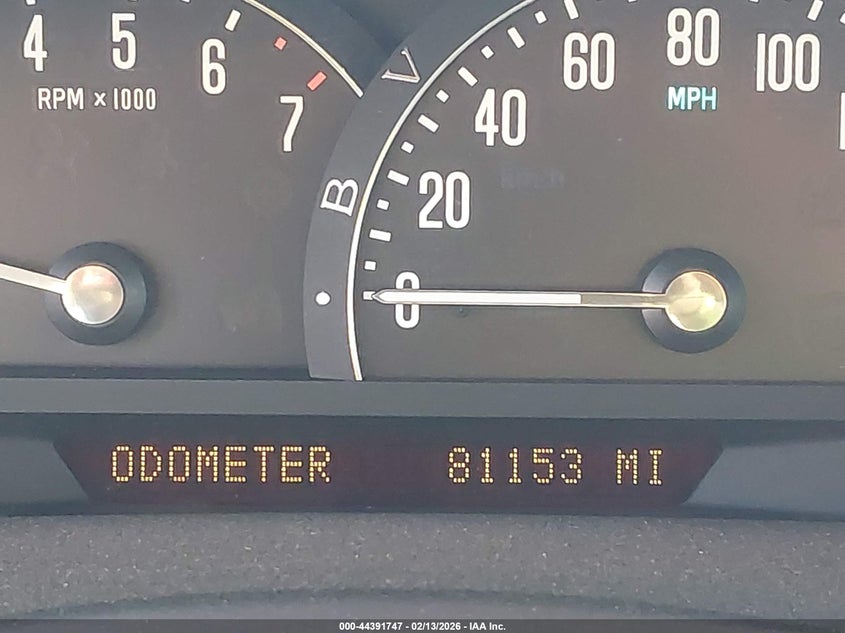 4 5 6 7
RPM x 1000
B V
0 20 40 60 80 100
MPH
ODOMETER 81153 MI
000-44391747 - 02/13/2026 - IAA Inc.